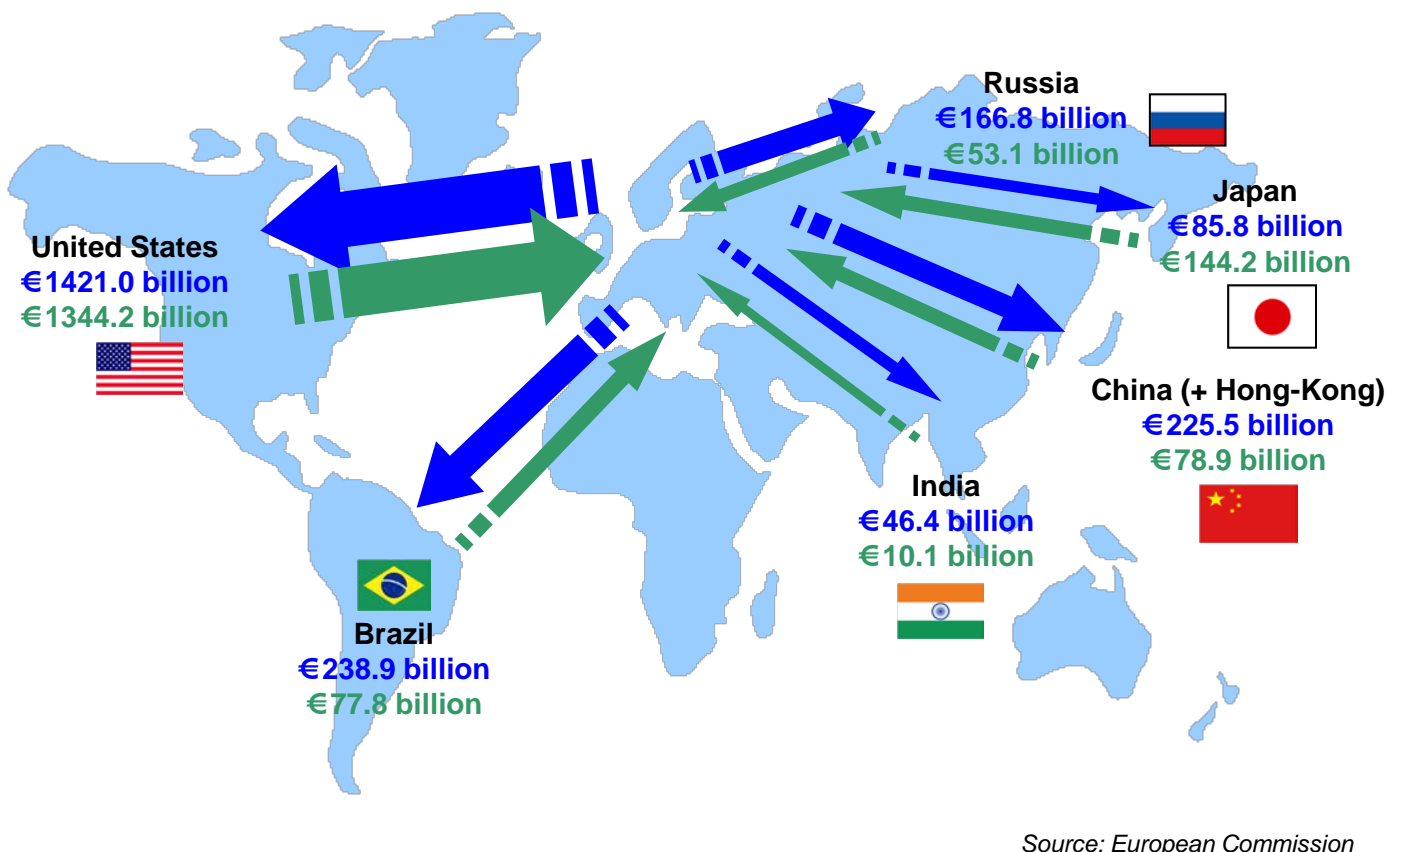 Russia
€166.8 billion
€53.1 billion
Japan
€85.8 billion
€144.2 billion
United States
€1421.0 billion
€1344.2 billion
China (+ Hong-Kong)
€225.5 billion
€78.9 billion
India
€46.4 billion
€10.1 billion
Brazil
€238.9 billion
€77.8 billion
Source: European Commission